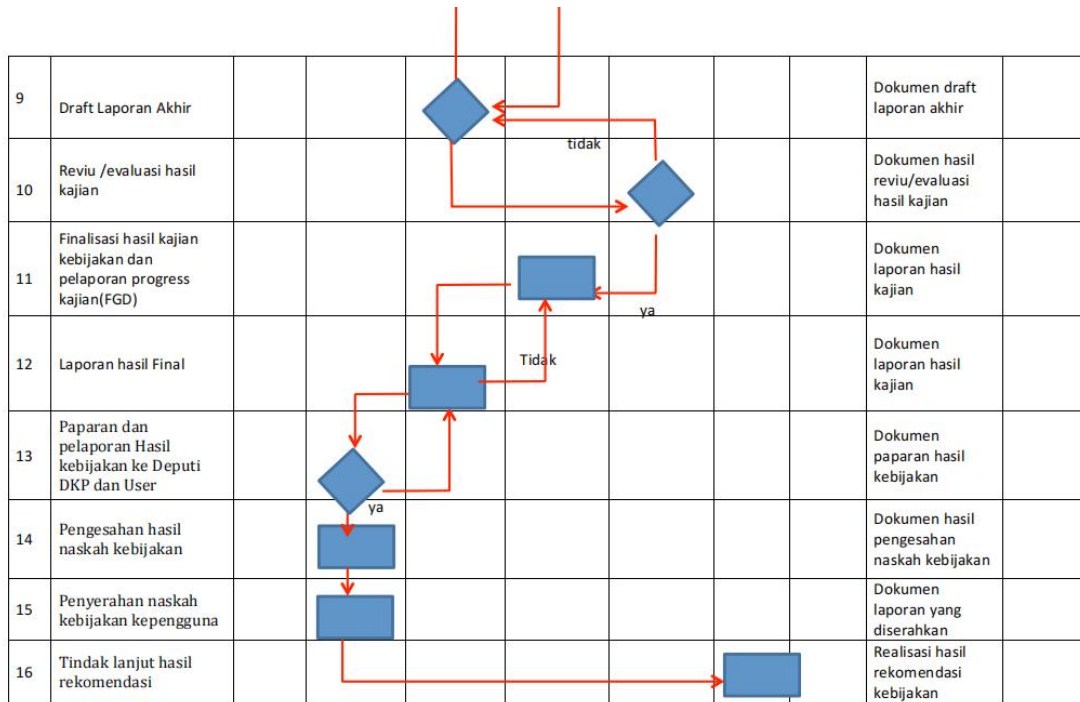 9
Draft Laporan Akhir
Dokumen draft
laporan akhir
tidak
10
Reviu /evaluasi hasil
kajian
Dokumen hasil
reviu/evaluasi
hasil kajian
11
Finalisasi hasil kajian
kebijakan dan
pelaporan progress
kajian(FGD)
Dokumen
laporan hasil
kajian
ya
12
Laporan hasil Final
Tidak
Dokumen
laporan hasil
kajian
13
Paparan dan
pelaporan Hasil
kebijakan ke Deputi
DKP dan User
Dokumen
paparan hasil
kebijakan
ya
14
Pengesahan hasil
naskah kebijakan
Dokumen hasil
pengesahan
naskah kebijakan
15
Penyerahan naskah
kebijakan kepengguna
Dokumen
laporan yang
diserahkan
16
Tindak lanjut hasil
rekomendasi
Realisasi hasil
rekomendasi
kebijakan